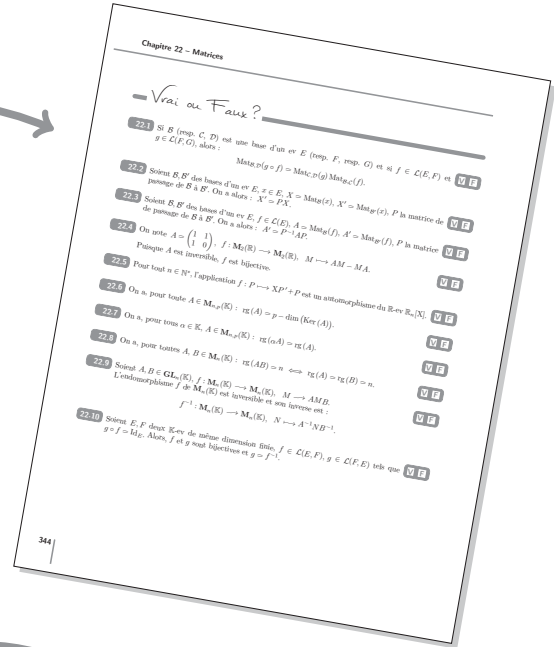 Chapitre 22 – Matrices
Vrai ou Faux ?
22.1 Si B (resp. C, D) est une base d'un ev E (resp. F, resp. G) et si f ∈ L(E, F) et
g ∈ L(F, G), alors : V F
Mat_{B,D}(g ∘ f) = Mat_{C,D}(g) Mat_{B,C}(f).
22.2 Soient B, B′ des bases d'un ev E, x ∈ E, X = Mat_B(x), X′ = Mat_{B′}(x), P la matrice de
passage de B à B′. On a alors : X′ = PX. V F
22.3 Soient B, B′ des bases d'un ev E, f ∈ L(E), A = Mat_B(f), A′ = Mat_{B′}(f), P la matrice
de passage de B à B′. On a alors : A′ = P⁻¹AP. V F
22.4 On note A = (1 1
1 0), f : M₂(ℝ) ⟶ M₂(ℝ), M ⟼ AM − MA.
Puisque A est inversible, f est bijective. V F
22.5 Pour tout n ∈ ℕ*, l'application f : P ⟼ XP′ + P est un automorphisme du ℝ-ev ℝₙ[X]. V F
22.6 On a, pour toute A ∈ M_{n,p}(𝕂) : rg(A) = p − dim(Ker(A)). V F
22.7 On a, pour tous α ∈ 𝕂, A ∈ M_{n,p}(𝕂) : rg(αA) = rg(A). V F
22.8 On a, pour toutes A, B ∈ Mₙ(𝕂) : rg(AB) = n ⟺ rg(A) = rg(B) = n. V F
22.9 Soient A, B ∈ GLₙ(𝕂), f : Mₙ(𝕂) ⟶ Mₙ(𝕂), M ⟶ AMB.
L'endomorphisme f de Mₙ(𝕂) est inversible et son inverse est : V F
f⁻¹ : Mₙ(𝕂) ⟶ Mₙ(𝕂), N ⟼ A⁻¹NB⁻¹.
22.10 Soient E, F deux 𝕂-ev de même dimension finie, f ∈ L(E, F), g ∈ L(F, E) tels que
g ∘ f = Id_E. Alors, f et g sont bijectives et g = f⁻¹. V F
344